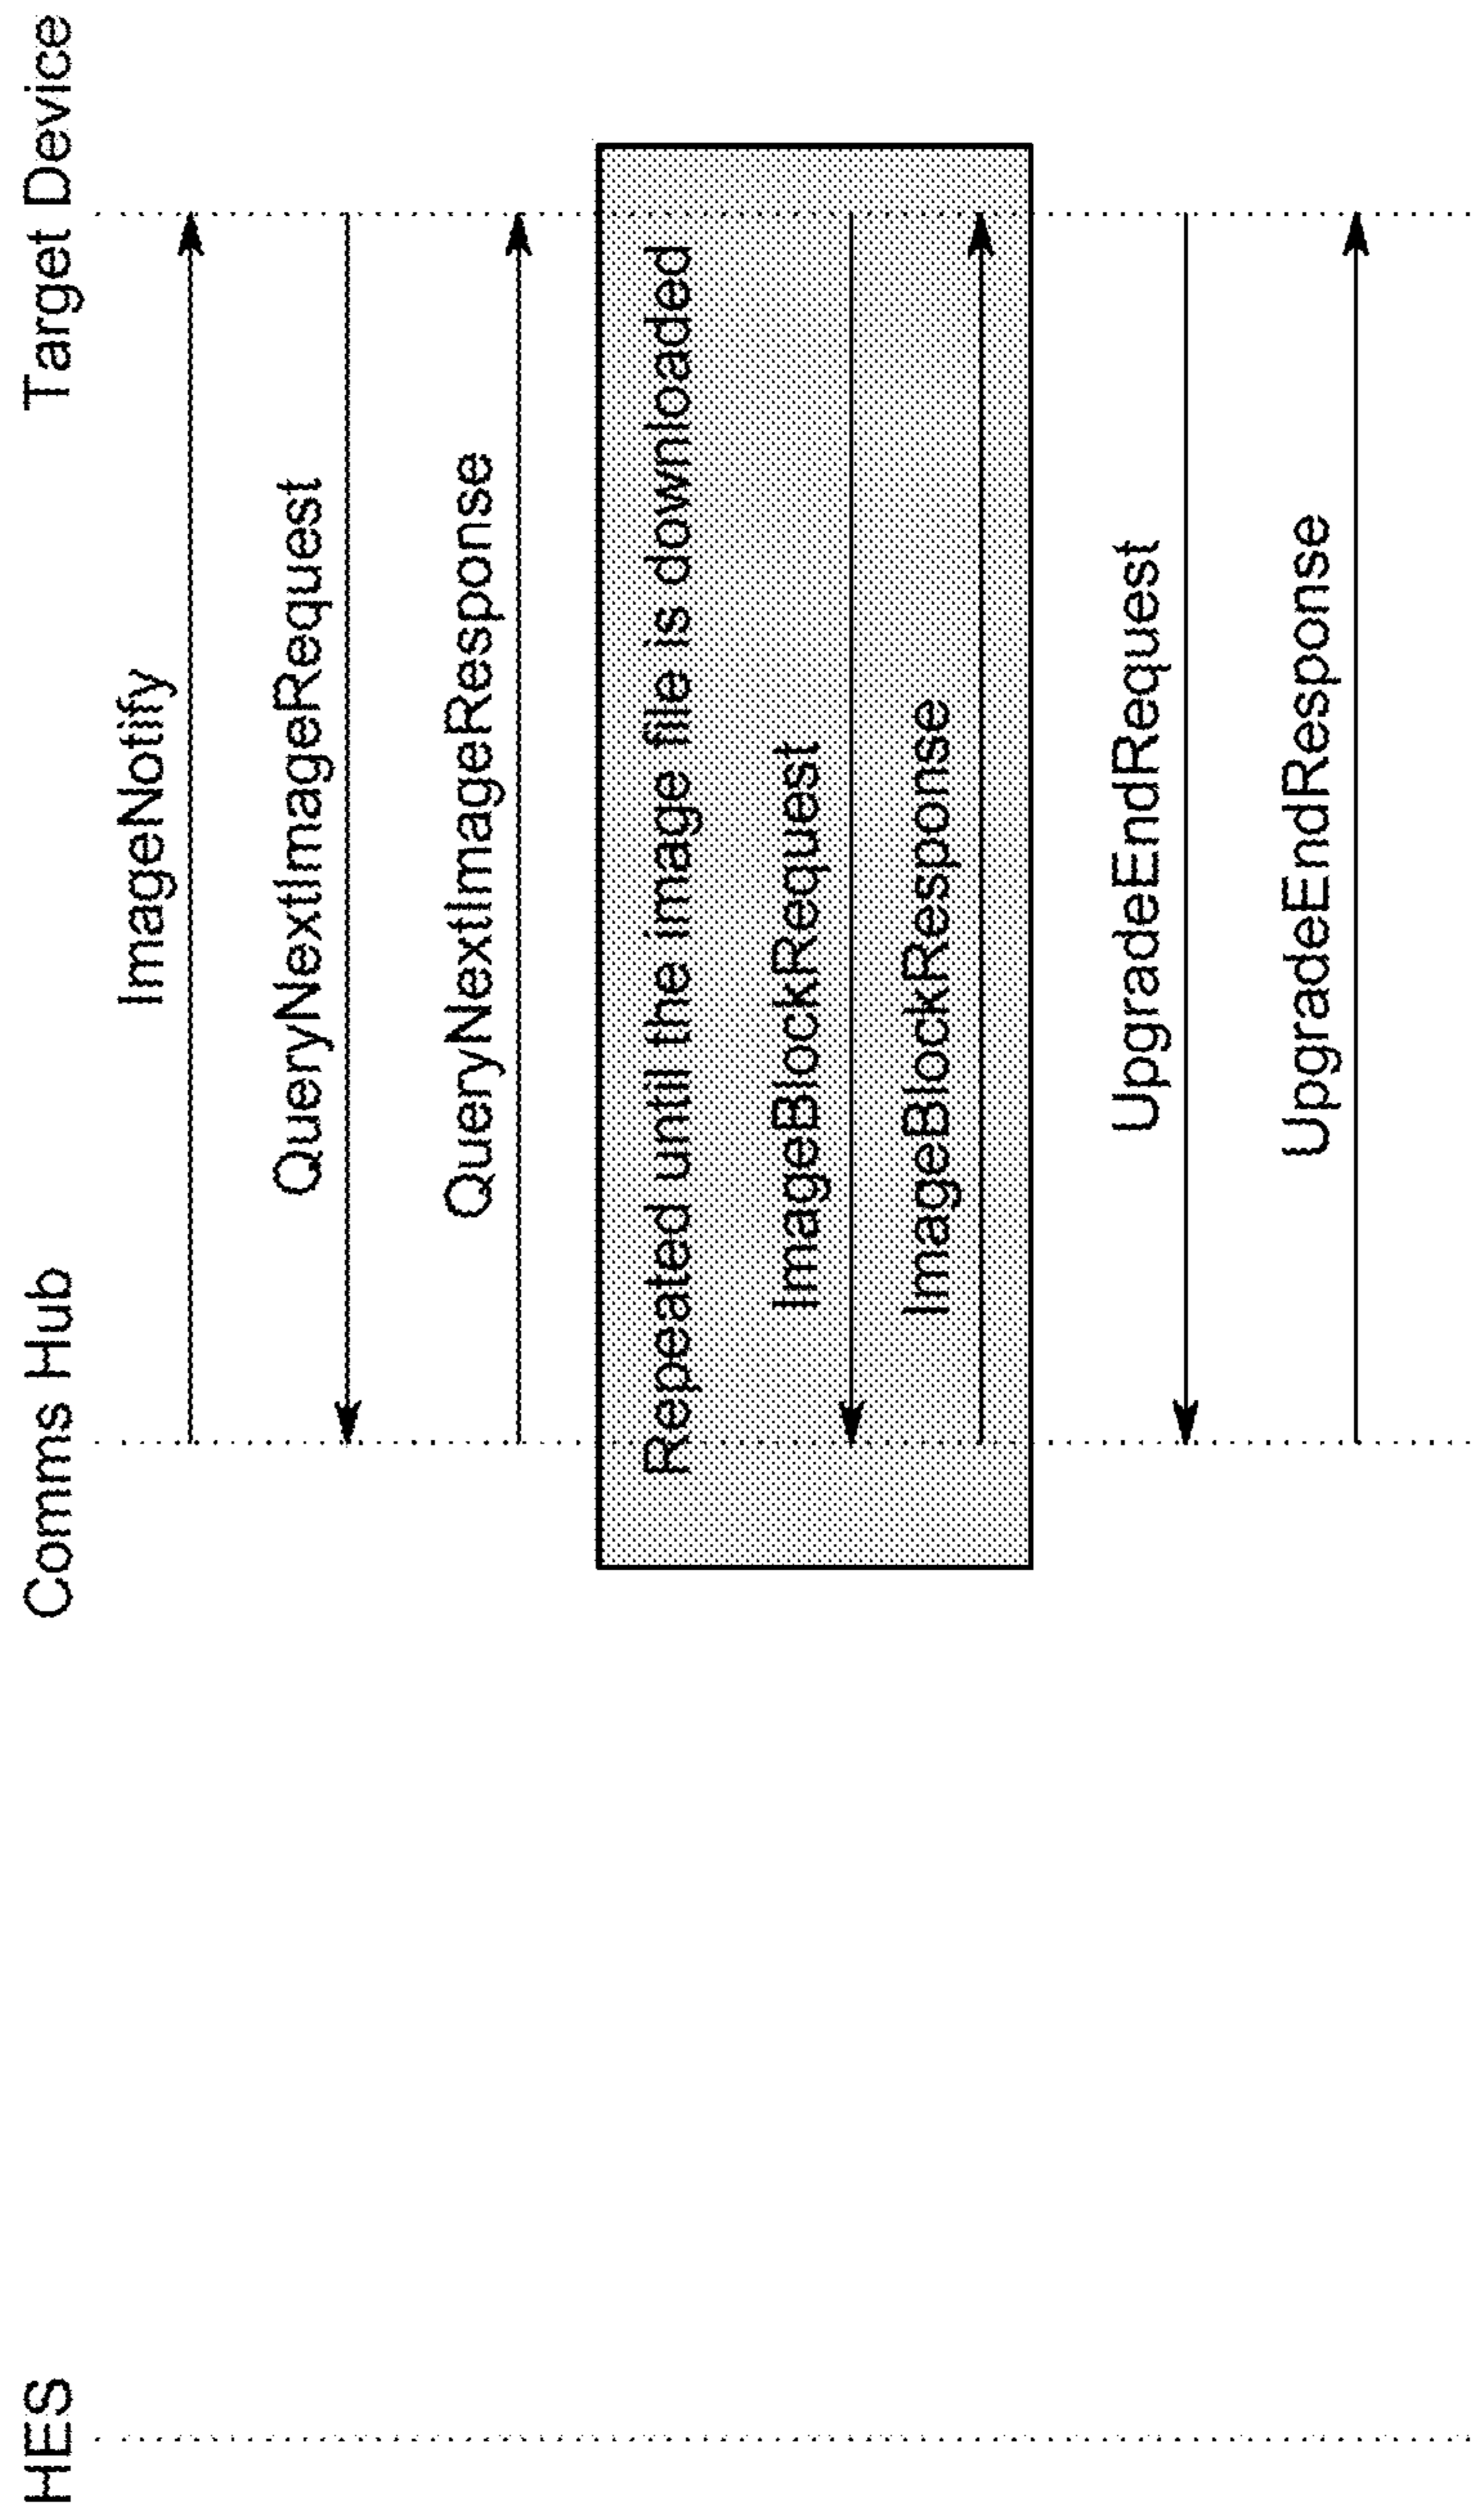 HES
Comms Hub
Target Device
ImageNotify
QueryNextImageRequest
QueryNextImageResponse
Repeated until the image file is downloaded
ImageBlockRequest
ImageBlockResponse
UpgradeEndRequest
UpgradeEndResponse